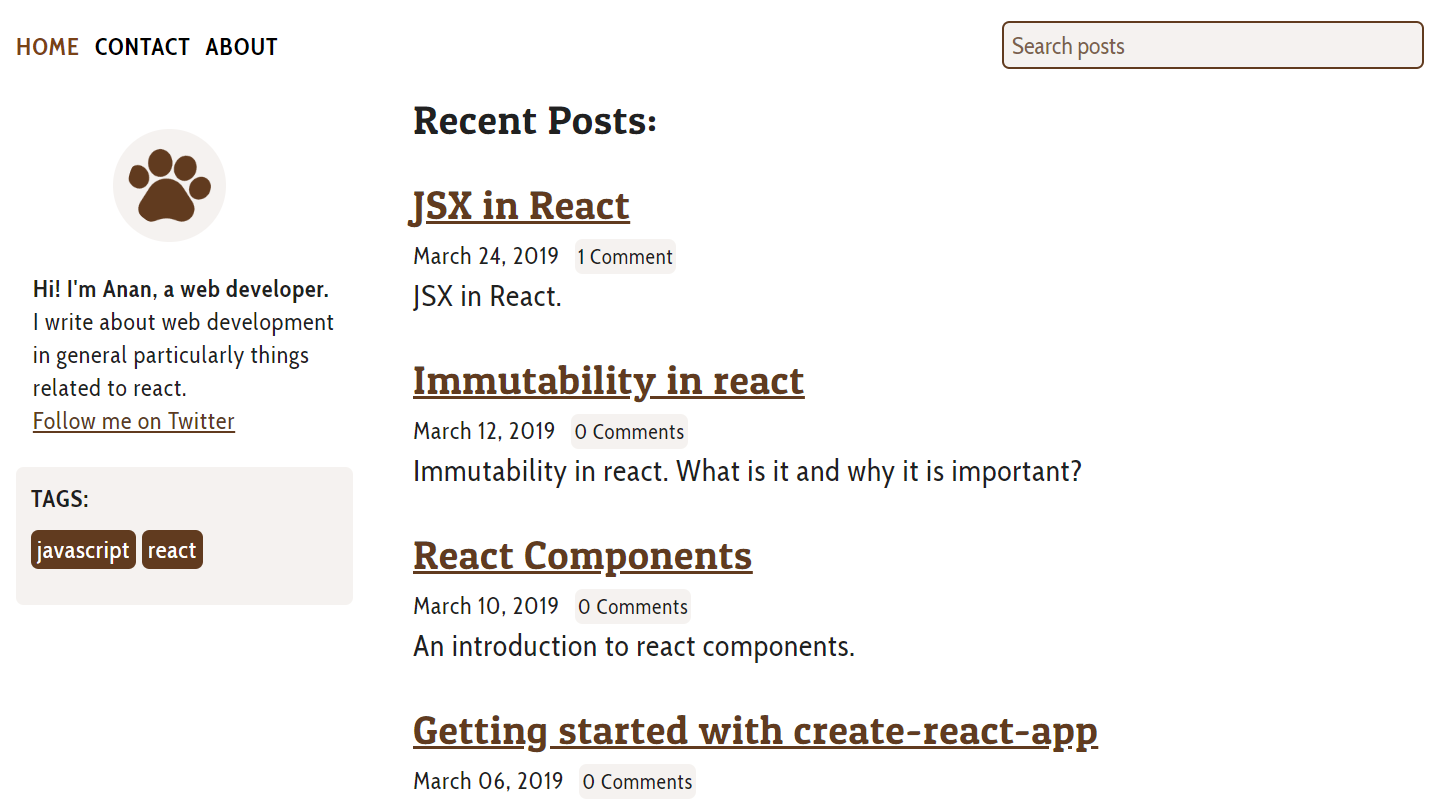 HOME CONTACT ABOUT
Search posts
Hi! I'm Anan, a web developer.
I write about web development
in general particularly things
related to react.
Follow me on Twitter
TAGS:
javascript react
Recent Posts:
JSX in React
March 24, 2019 1 Comment
JSX in React.
Immutability in react
March 12, 2019 0 Comments
Immutability in react. What is it and why it is important?
React Components
March 10, 2019 0 Comments
An introduction to react components.
Getting started with create-react-app
March 06, 2019 0 Comments